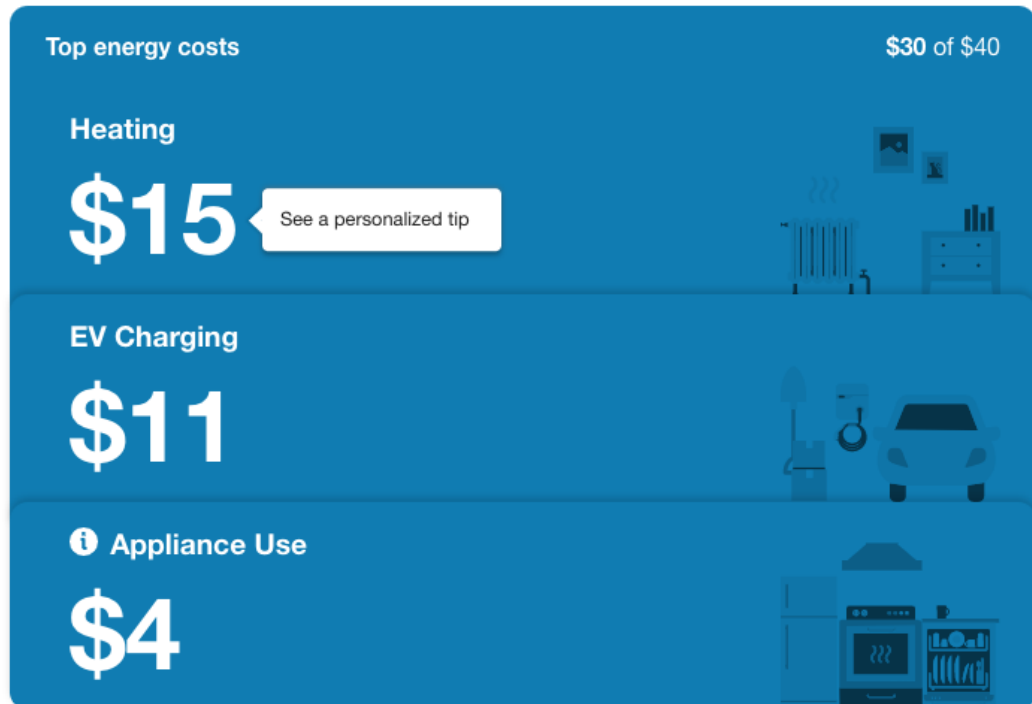 Top energy costs $30 of $40
Heating
$15
See a personalized tip
EV Charging
$11
Appliance Use
$4